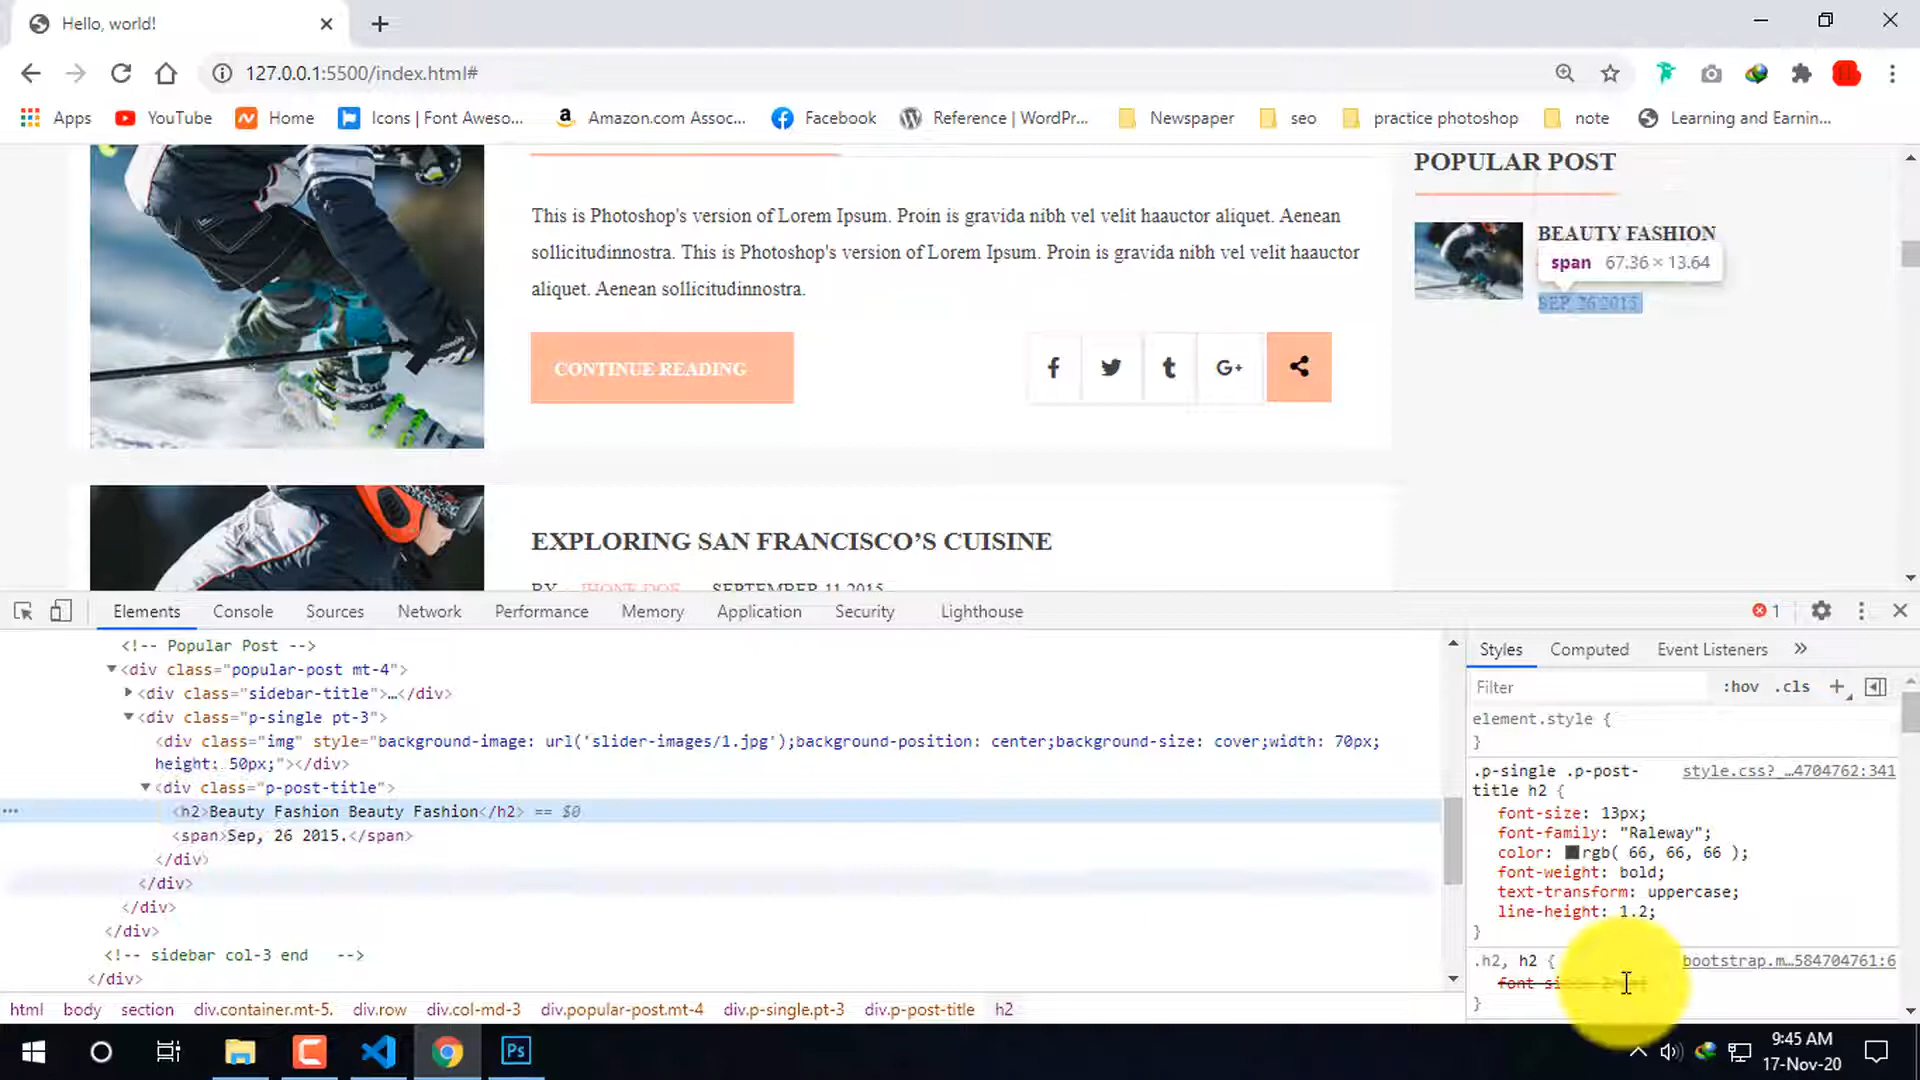 Hello, world!
127.0.0.1:5500/index.html#
Apps
YouTube
Home
Icons | Font Aweso...
Amazon.com Assoc...
Facebook
Reference | WordPr...
Newspaper
seo
practice photoshop
note
Learning and Earnin...
POPULAR POST
This is Photoshop's version of Lorem Ipsum. Proin is gravida nibh vel velit haauctor aliquet. Aenean
sollicitudinnostra. This is Photoshop's version of Lorem Ipsum. Proin is gravida nibh vel velit haauctor
aliquet. Aenean sollicitudinnostra.
BEAUTY FASHION
span 67.36 × 13.64
SEP, 26 2015.
CONTINUE READING
EXPLORING SAN FRANCISCO’S CUISINE
BY JHONE DOE SEPTEMBER 11,2015
Elements
Console
Sources
Network
Performance
Memory
Application
Security
Lighthouse
1
<!-- Popular Post -->
<div class="popular-post mt-4">
<div class="sidebar-title">…</div>
<div class="p-single pt-3">
<div class="img" style="background-image: url('slider-images/1.jpg');background-position: center;background-size: cover;width: 70px;
height: 50px;"></div>
<div class="p-post-title">
<h2>Beauty Fashion Beauty Fashion</h2> == $0
<span>Sep, 26 2015.</span>
</div>
</div>
</div>
</div>
<!-- sidebar col-3 end -->
</div>
html body section div.container.mt-5. div.row div.col-md-3 div.popular-post.mt-4 div.p-single.pt-3 div.p-post-title h2
Styles
Computed
Event Listeners
Filter
:hov .cls
element.style {
}
.p-single .p-post-title h2 { style.css?_…4704762:341
font-size: 13px;
font-family: "Raleway";
color: rgb( 66, 66, 66 );
font-weight: bold;
text-transform: uppercase;
line-height: 1.2;
}
.h2, h2 { bootstrap.m…584704761:6
}
Ps
9:45 AM
17-Nov-20